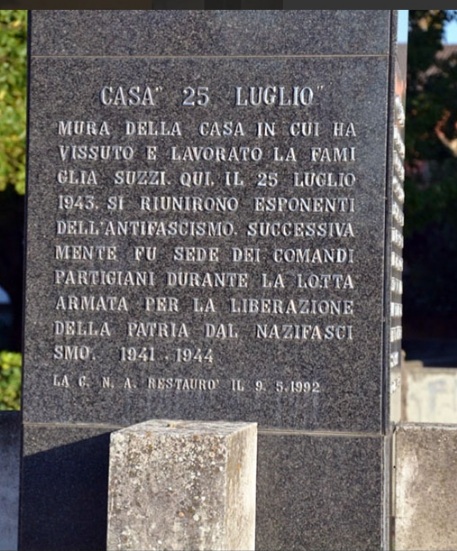 CASA" 25 LUGLIO"
MURA DELLA CASA IN CUI HA
VISSUTO E LAVORATO LA FAMI
GLIA SUZZI. QUI, IL 25 LUGLIO
1943, SI RIUNIRONO ESPONENTI
DELL'ANTIFASCISMO. SUCCESSIVA
MENTE FU SEDE DEI COMANDI
PARTIGIANI DURANTE LA LOTTA
ARMATA PER LA LIBERAZIONE
DELLA PATRIA DAL NAZIFASCI
SMO. 1941 . 1944
LA C. N. A. RESTAURO' IL 9. 5.1992